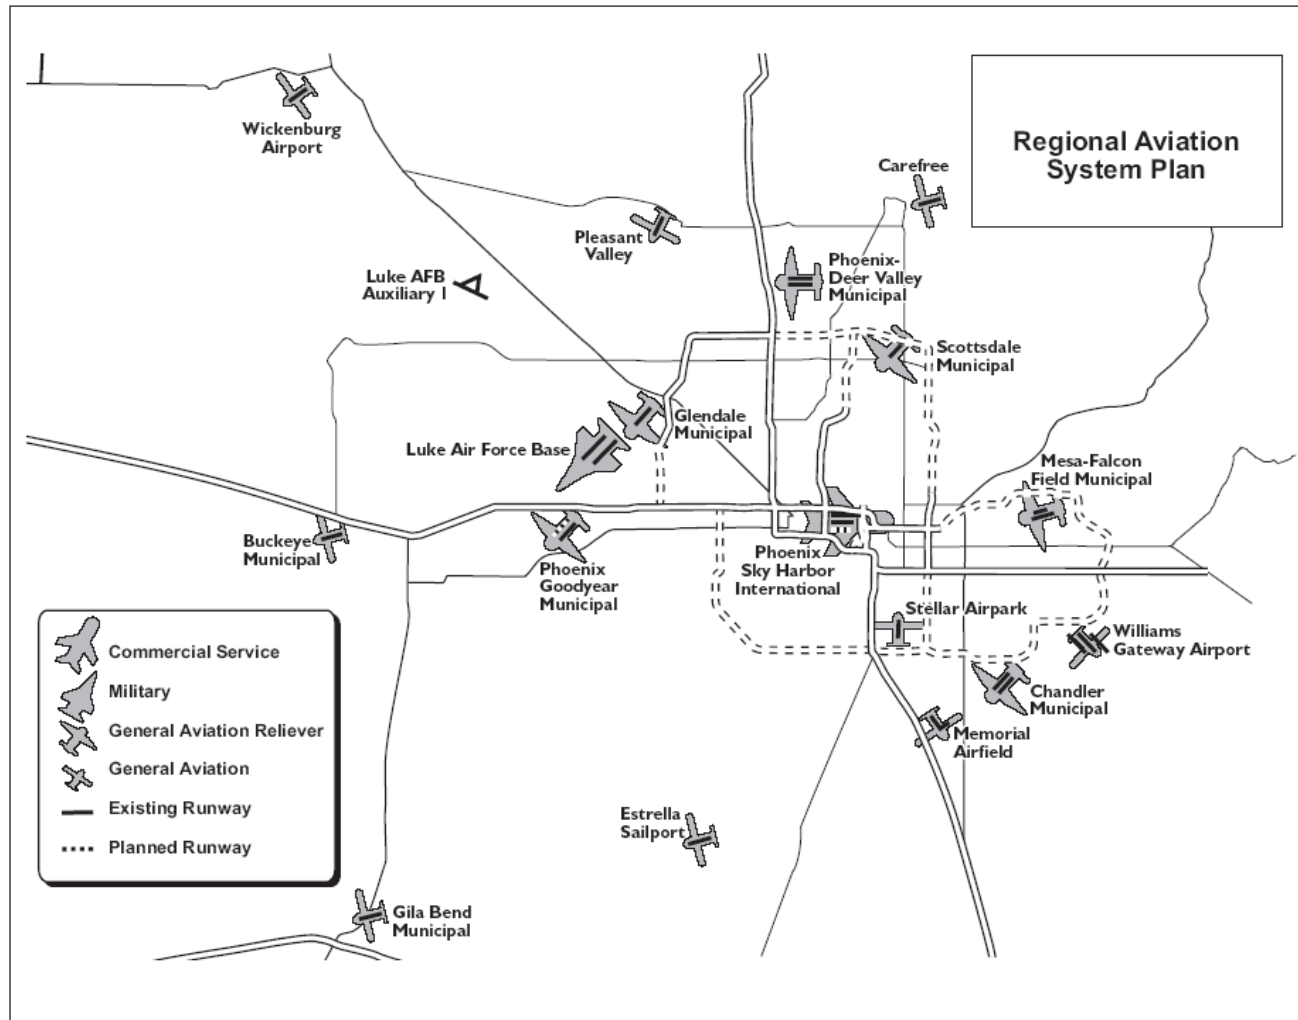 Regional Aviation
System Plan
Wickenburg
Airport
Carefree
Pleasant
Valley
Phoenix-
Deer Valley
Municipal
Luke AFB
Auxiliary I
Scottsdale
Municipal
Glendale
Municipal
Luke Air Force Base
Mesa-Falcon
Field Municipal
Buckeye
Municipal
Phoenix
Goodyear
Municipal
Phoenix
Sky Harbor
International
Stellar Airpark
Williams
Gateway Airport
Chandler
Municipal
Memorial
Airfield
Estrella
Sailport
Gila Bend
Municipal
Commercial Service
Military
General Aviation Reliever
General Aviation
Existing Runway
Planned Runway